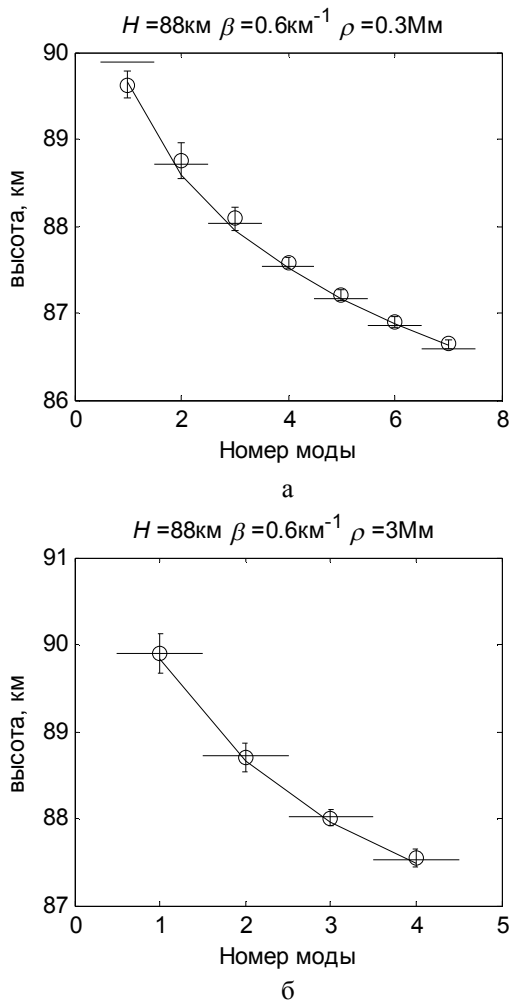 H =88км β =0.6км-1 ρ =0.3Мм
90
89
88
87
86
высота, км
0 2 4 6 8
Номер моды
а
H =88км β =0.6км-1 ρ =3Мм
91
90
89
88
87
высота, км
0 1 2 3 4 5
Номер моды
б